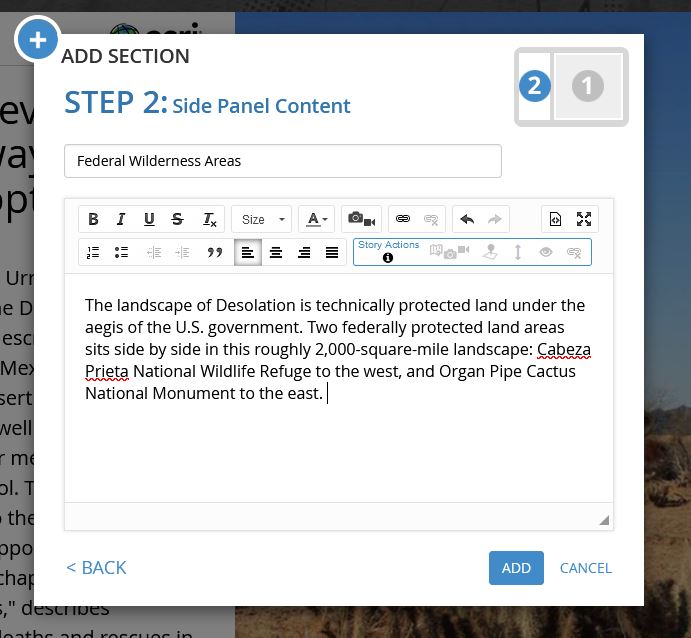 esri
ADD SECTION
STEP 2: Side Panel Content
2
1
Federal Wilderness Areas
B I U S Tx Size A
Story Actions
The landscape of Desolation is technically protected land under the
aegis of the U.S. government. Two federally protected land areas
sits side by side in this roughly 2,000-square-mile landscape: Cabeza
Prieta National Wildlife Refuge to the west, and Organ Pipe Cactus
National Monument to the east.
< BACK
ADD
CANCEL
," describes